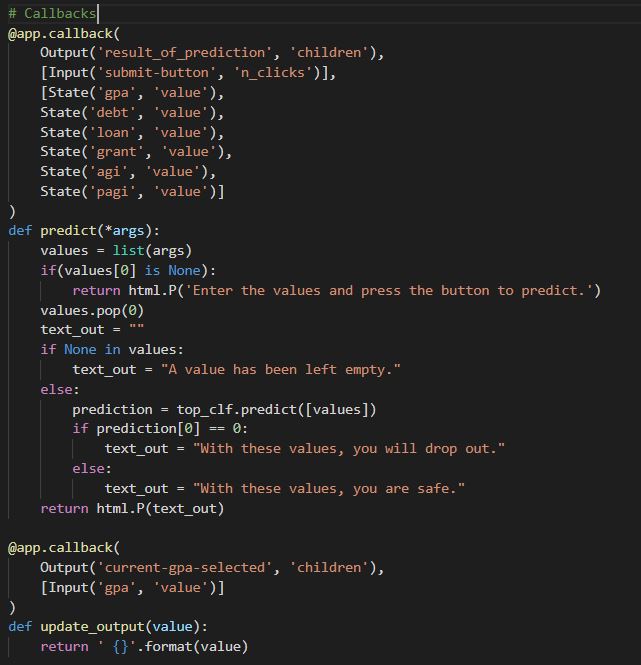 # Callbacks
@app.callback(
    Output('result_of_prediction', 'children'),
    [Input('submit-button', 'n_clicks')],
    [State('gpa', 'value'),
    State('debt', 'value'),
    State('loan', 'value'),
    State('grant', 'value'),
    State('agi', 'value'),
    State('pagi', 'value')]
)
def predict(*args):
    values = list(args)
    if(values[0] is None):
        return html.P('Enter the values and press the button to predict.')
    values.pop(0)
    text_out = ""
    if None in values:
        text_out = "A value has been left empty."
    else:
        prediction = top_clf.predict([values])
        if prediction[0] == 0:
            text_out = "With these values, you will drop out."
        else:
            text_out = "With these values, you are safe."
    return html.P(text_out)

@app.callback(
    Output('current-gpa-selected', 'children'),
    [Input('gpa', 'value')]
)
def update_output(value):
    return ' {}'.format(value)